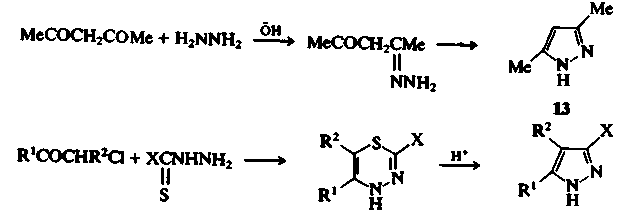 MeCOCH₂COMe + H₂NNH₂ ŌH MeCOCH₂CMe
NNH₂
Me
Me
N
N
H
13
R¹COCHR²Cl + XCNHNH₂
S
R²
S
X
R¹
N
N
H
H⁺
R²
X
R¹
N
N
H